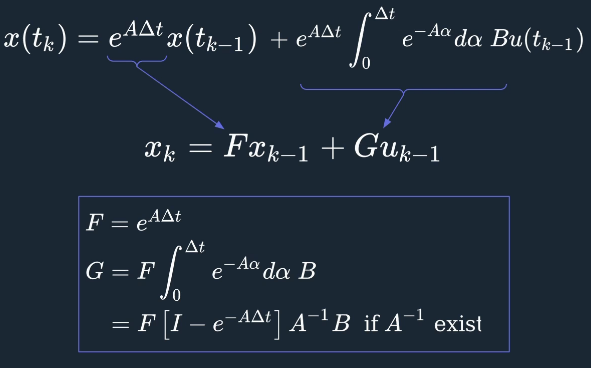 x(t_k) = e^{AΔt} x(t_{k−1}) + e^{AΔt} ∫_0^{Δt} e^{−Aα} dα Bu(t_{k−1})
x_k = Fx_{k−1} + Gu_{k−1}
F = e^{AΔt}
G = F ∫_0^{Δt} e^{−Aα} dα B
= F [I − e^{−AΔt}] A^{−1}B if A^{−1} exist